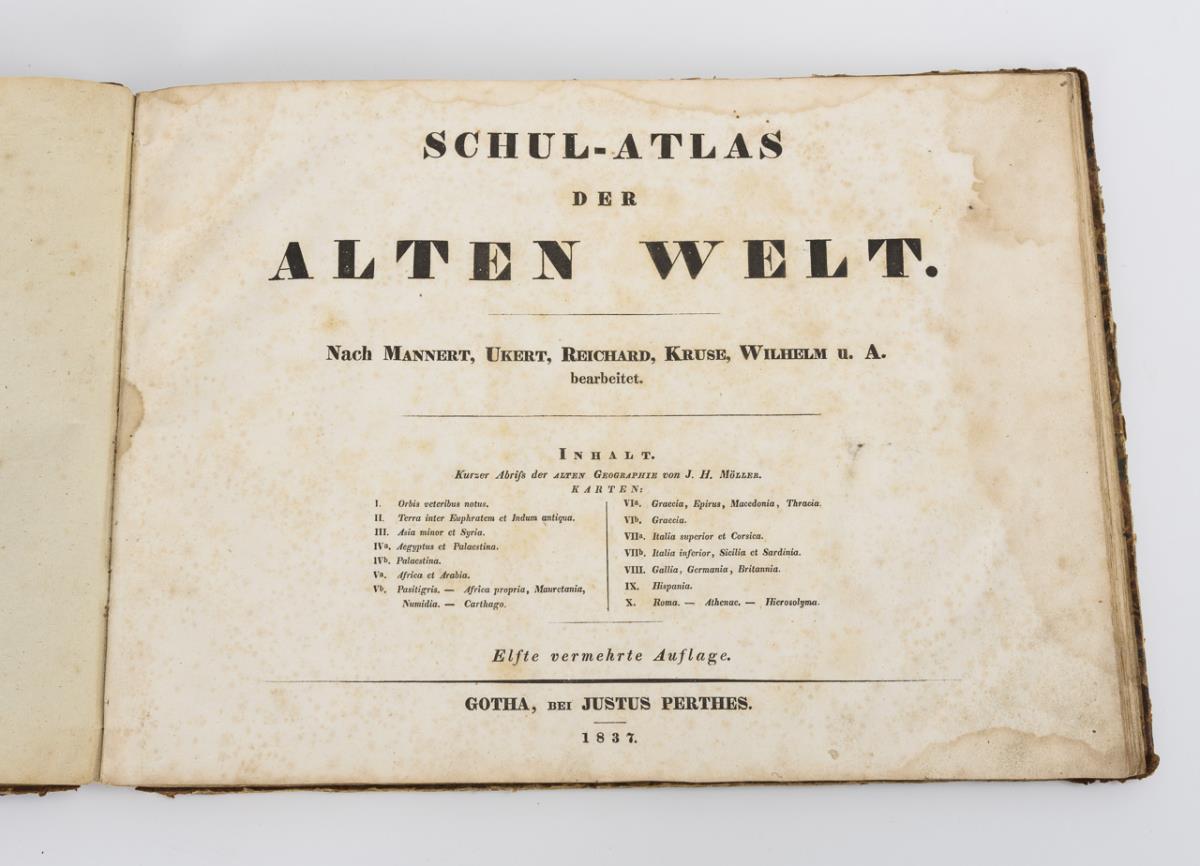 SCHUL-ATLAS
DER
ALTEN WELT.
Nach MANNERT, UKERT, REICHARD, KRUSE, WILHELM u. A.
bearbeitet.
INHALT.
Kurzer Abriſs der ALTEN GEOGRAPHIE von J. H. MÖLLER.
KARTEN:
I. Orbis veteribus notus.
II. Terra inter Euphratem et Indum antiqua.
III. Asia minor et Syria.
IVa. Aegyptus et Palaestina.
IVb. Palaestina.
Va. Africa et Arabia.
Vb. Pasitigris. — Africa propria, Mauretania,
Numidia. — Carthago.
VIa. Graecia, Epirus, Macedonia, Thracia.
VIb. Graecia.
VIIa. Italia superior et Corsica.
VIIb. Italia inferior, Sicilia et Sardinia.
VIII. Gallia, Germania, Britannia.
IX. Hispania.
X. Roma. — Athenae. — Hierosolyma.
Elfte vermehrte Auflage.
GOTHA, BEI JUSTUS PERTHES.
1837.